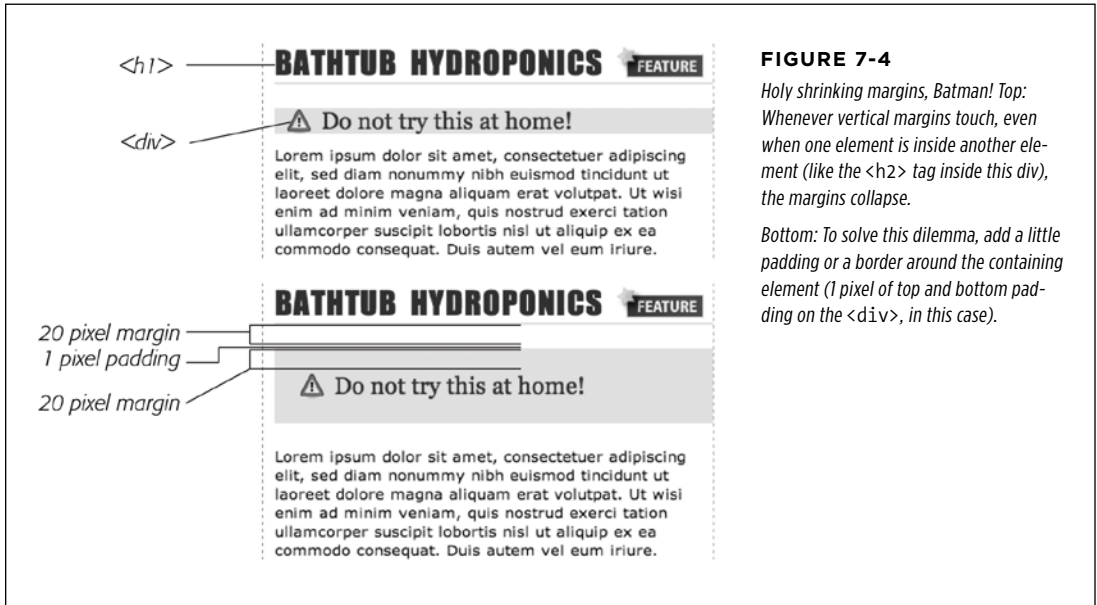 <h1>
BATHTUB HYDROPONICS FEATURE
<div>
Do not try this at home!
Lorem ipsum dolor sit amet, consectetuer adipiscing
elit, sed diam nonummy nibh euismod tincidunt ut
laoreet dolore magna aliquam erat volutpat. Ut wisi
enim ad minim veniam, quis nostrud exerci tation
ullamcorper suscipit lobortis nisl ut aliquip ex ea
commodo consequat. Duis autem vel eum iriure.
BATHTUB HYDROPONICS FEATURE
20 pixel margin
1 pixel padding
20 pixel margin
Do not try this at home!
Lorem ipsum dolor sit amet, consectetuer adipiscing
elit, sed diam nonummy nibh euismod tincidunt ut
laoreet dolore magna aliquam erat volutpat. Ut wisi
enim ad minim veniam, quis nostrud exerci tation
ullamcorper suscipit lobortis nisl ut aliquip ex ea
commodo consequat. Duis autem vel eum iriure.
FIGURE 7-4
Holy shrinking margins, Batman! Top:
Whenever vertical margins touch, even
when one element is inside another ele-
ment (like the <h2> tag inside this div),
the margins collapse.
Bottom: To solve this dilemma, add a little
padding or a border around the containing
element (1 pixel of top and bottom pad-
ding on the <div>, in this case).